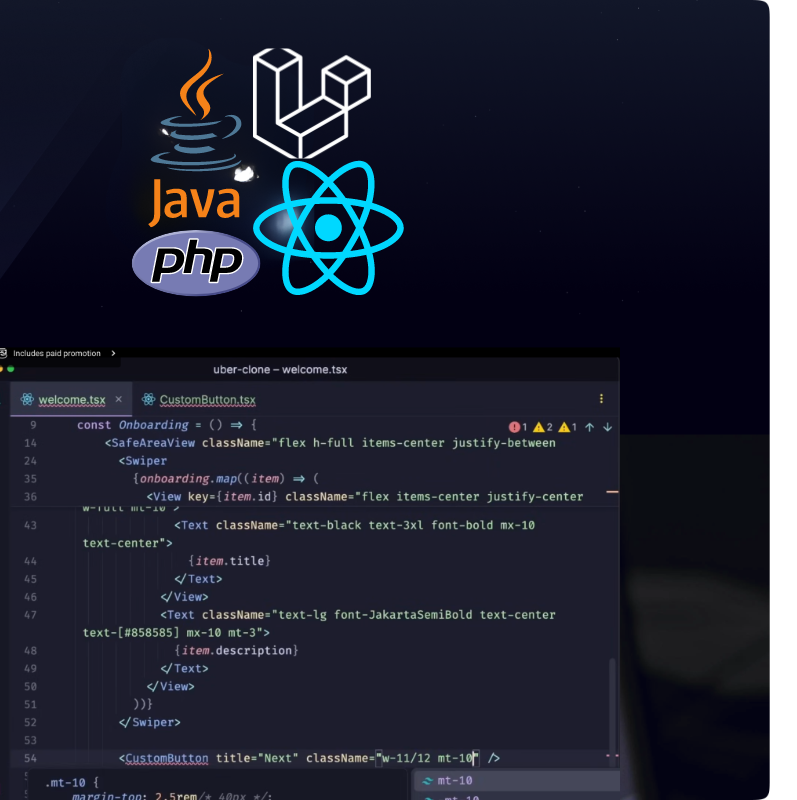 Java
php
Includes paid promotion
uber-clone – welcome.tsx
welcome.tsx × CustomButton.tsx
9 const Onboarding = () ⇒ { 1 2 1
14 <SafeAreaView className="flex h-full items-center justify-between
24 <Swiper
35 {onboarding.map((item) ⇒ (
36 <View key={item.id} className="flex items-center justify-center
w-full mt-10">
43 <Text className="text-black text-3xl font-bold mx-10
text-center">
44 {item.title}
45 </Text>
46 </View>
47 <Text className="text-lg font-JakartaSemiBold text-center
text-[#858585] mx-10 mt-3">
48 {item.description}
49 </Text>
50 </View>
51 ))}
52 </Swiper>
53
54 <CustomButton title="Next" className="w-11/12 mt-10" />
.mt-10 { mt-10
margin-top: 2.5rem/* 40px */;